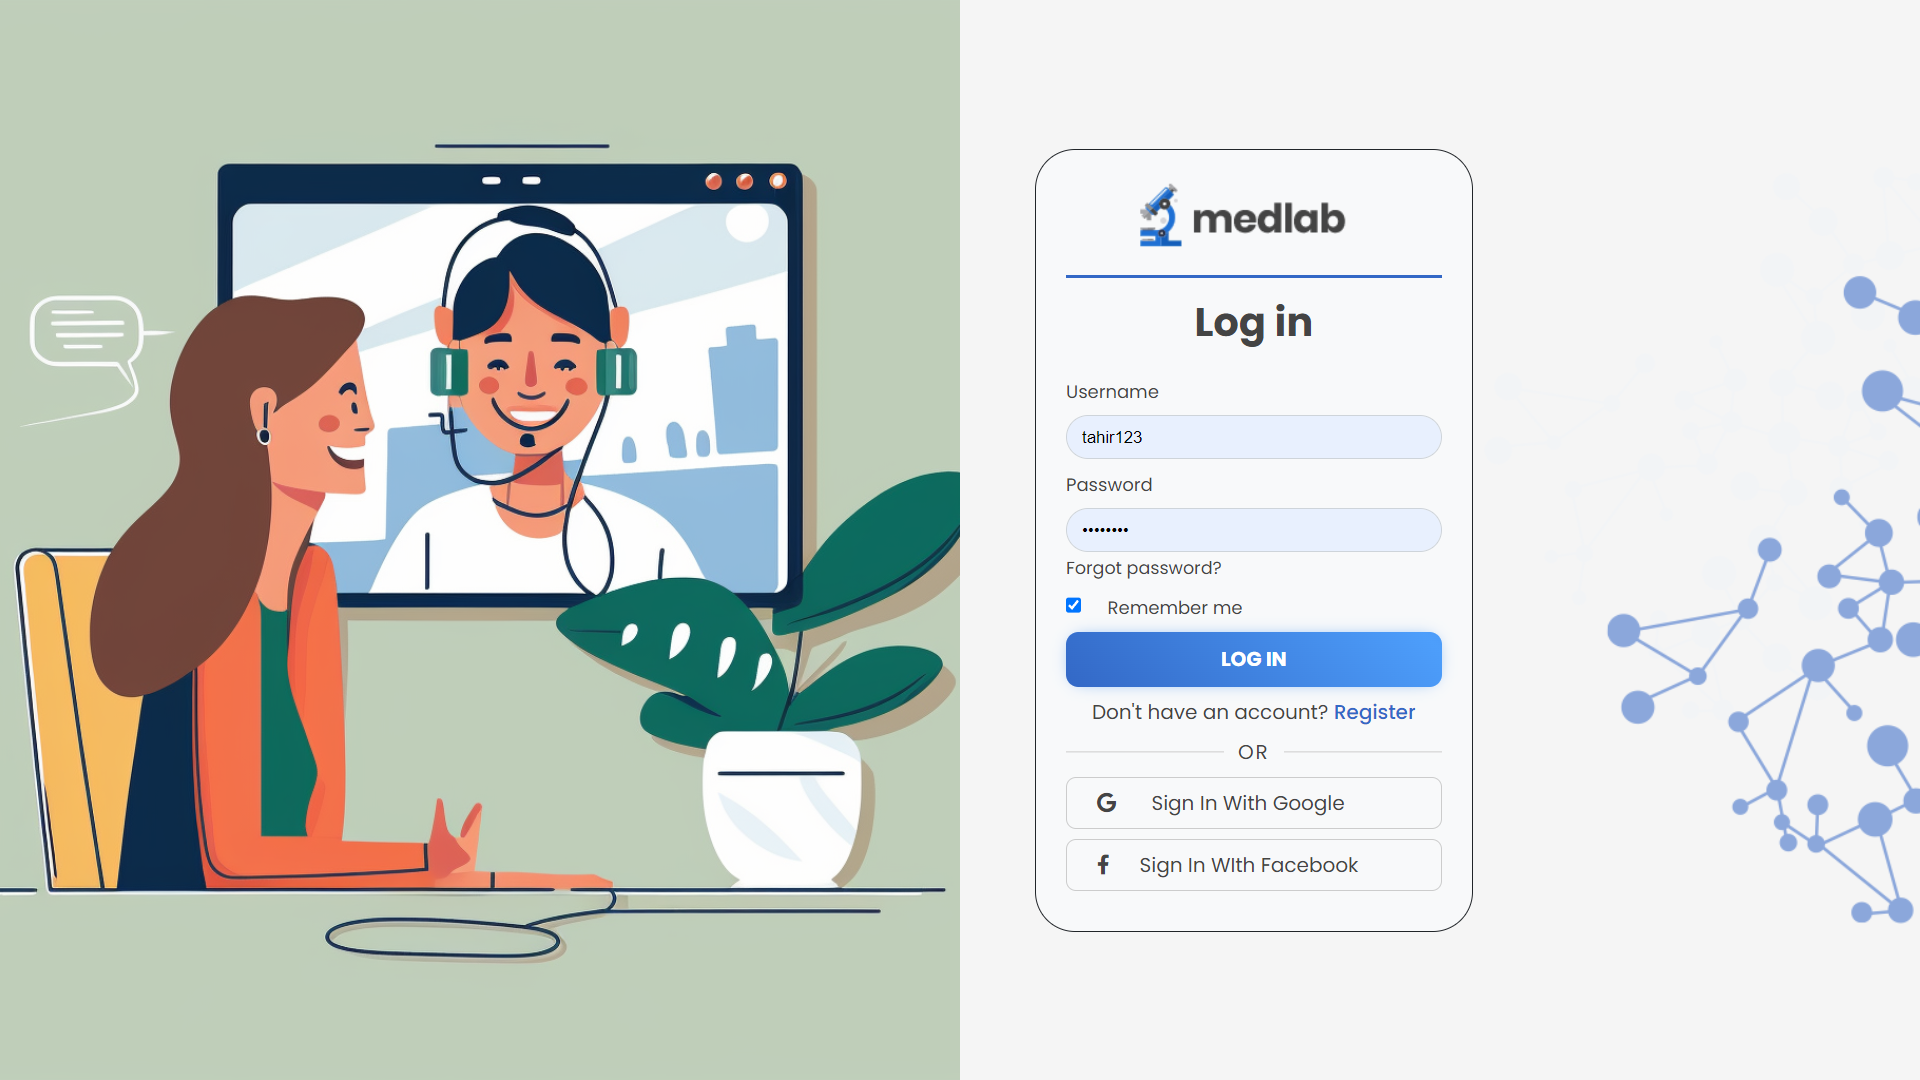 medlab
Log in
Username
tahir123
Password
••••••••
Forgot password?
Remember me
LOG IN
Don't have an account? Register
OR
Sign In With Google
Sign In WIth Facebook